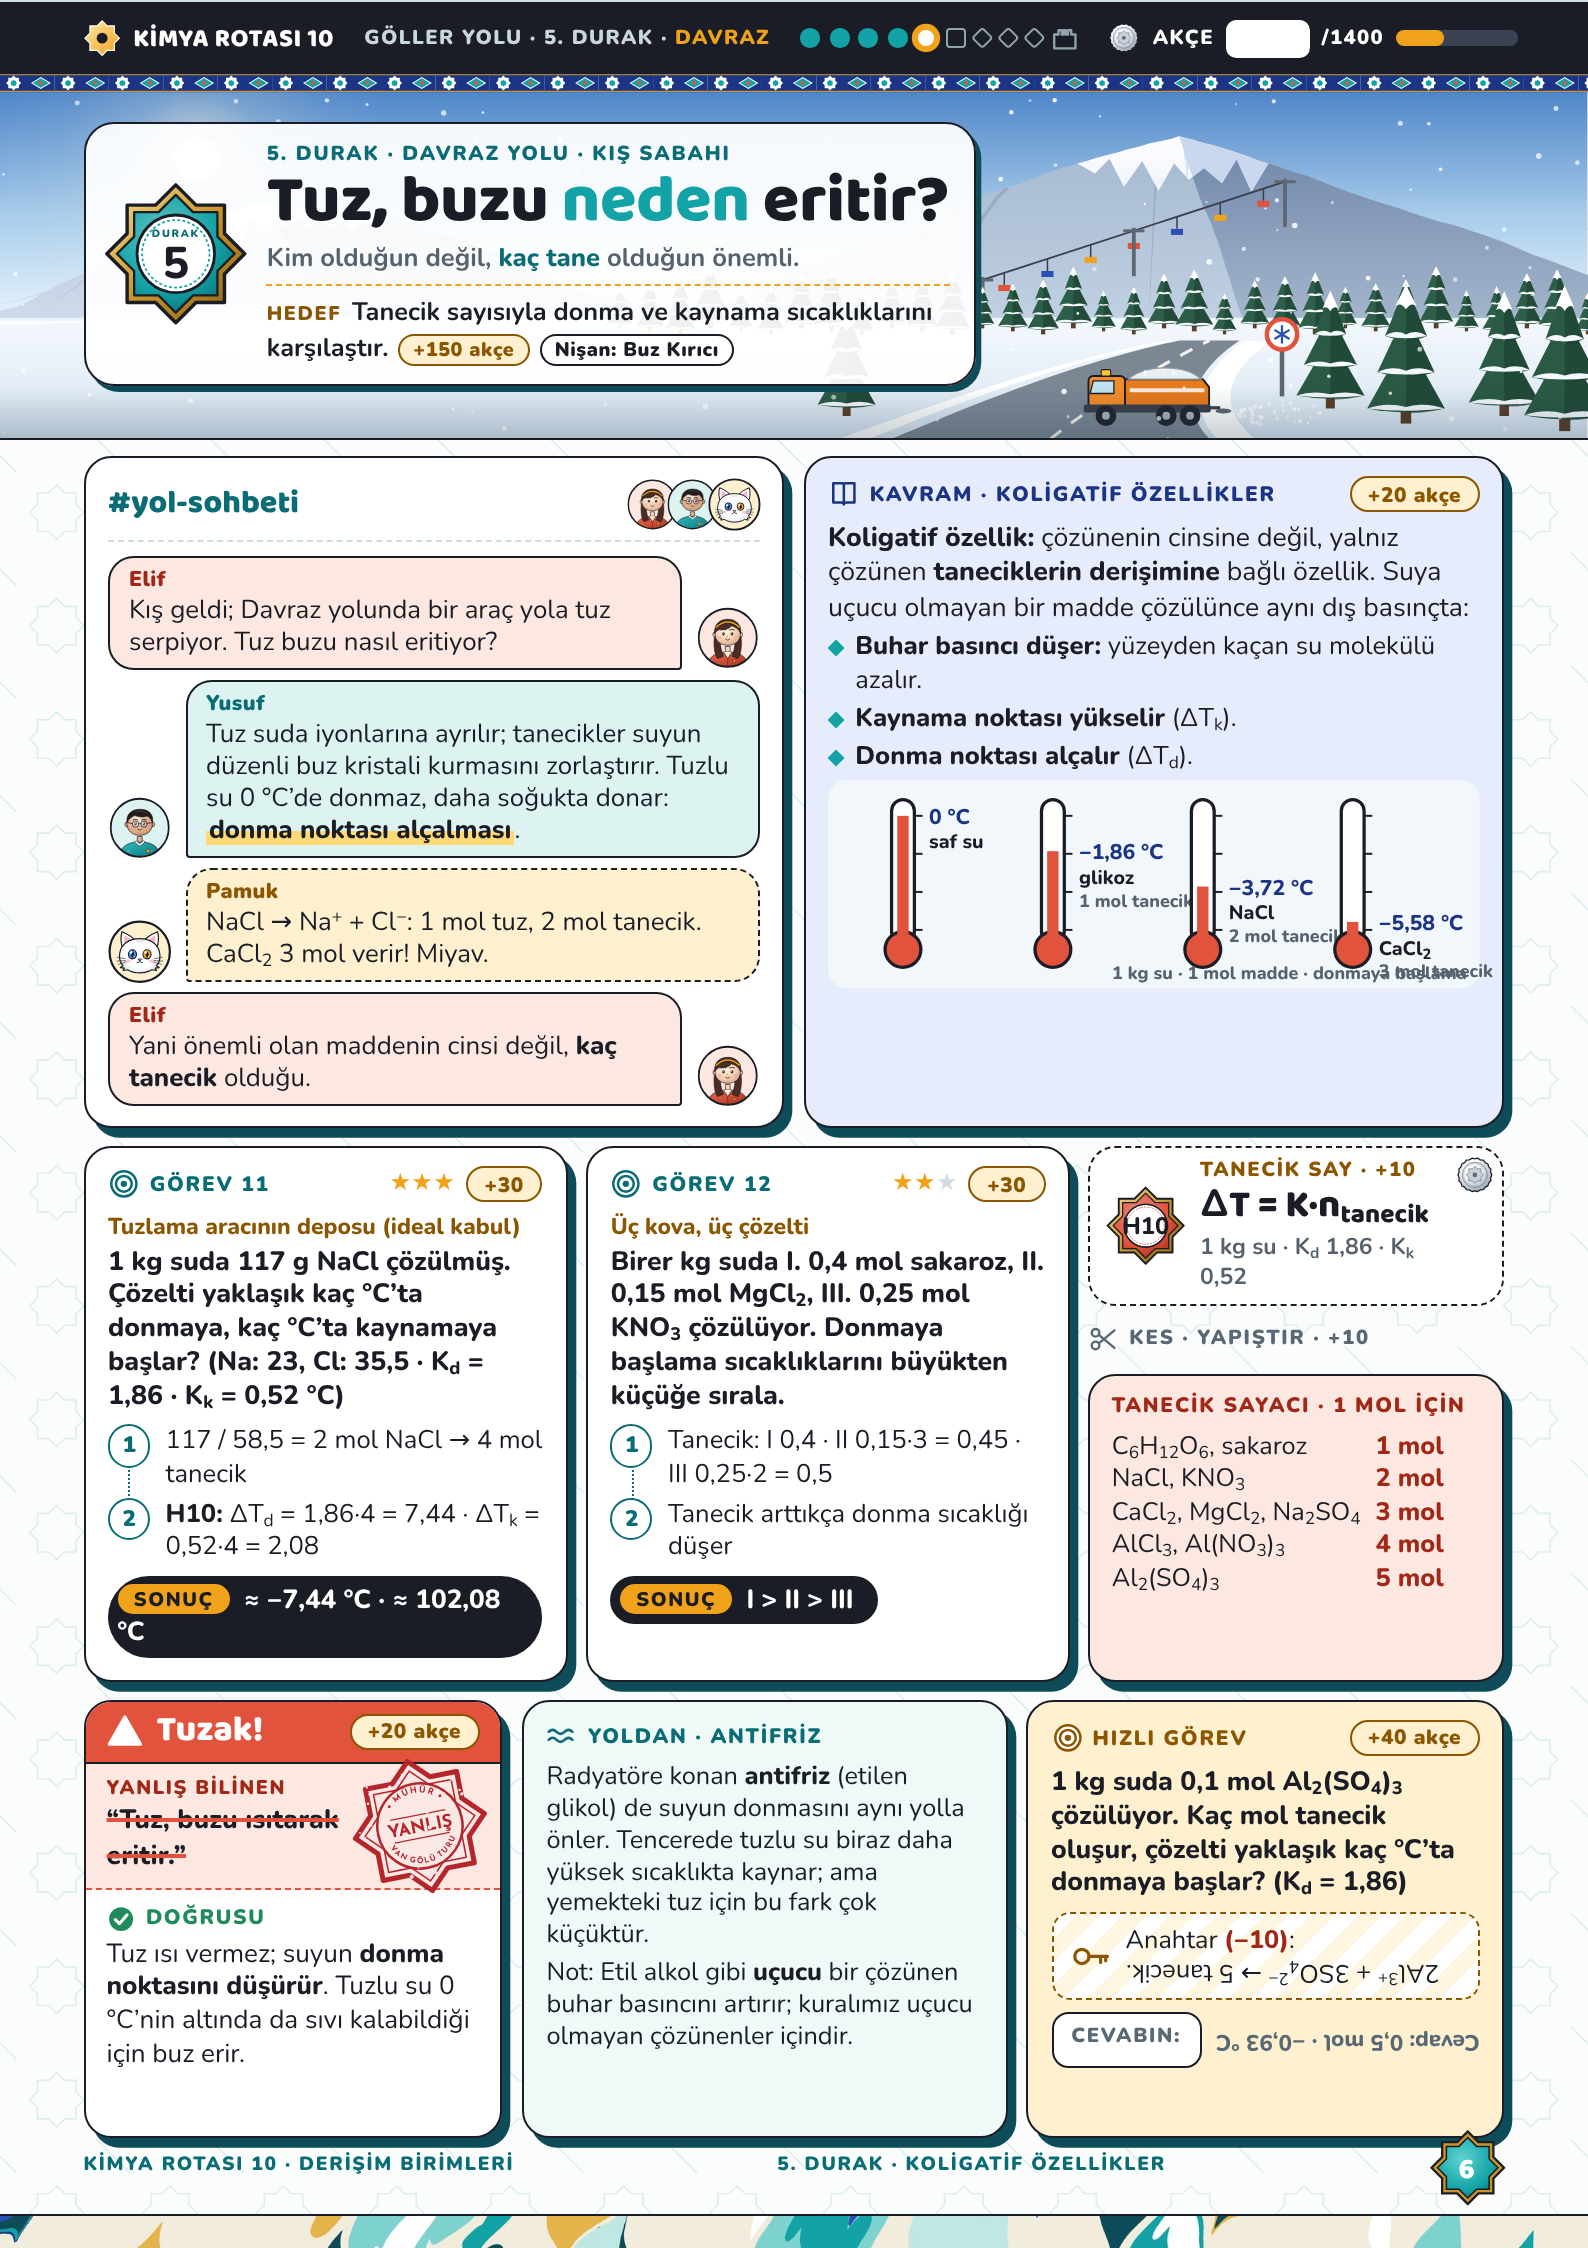 KİMYA ROTASI 10 GÖLLER YOLU · 5. DURAK · DAVRAZ AKÇE /1400
5. DURAK · DAVRAZ YOLU · KIŞ SABAHI
Tuz, buzu neden eritir?
DURAK
5
Kim olduğun değil, kaç tane olduğun önemli.
HEDEF Tanecik sayısıyla donma ve kaynama sıcaklıklarını
karşılaştır. +150 akçe Nişan: Buz Kırıcı
#yol-sohbeti
Elif
Kış geldi; Davraz yolunda bir araç yola tuz
serpiyor. Tuz buzu nasıl eritiyor?
Yusuf
Tuz suda iyonlarına ayrılır; tanecikler suyun
düzenli buz kristali kurmasını zorlaştırır. Tuzlu
su 0 °C’de donmaz, daha soğukta donar:
donma noktası alçalması.
Pamuk
NaCl → Na⁺ + Cl⁻: 1 mol tuz, 2 mol tanecik.
CaCl₂ 3 mol verir! Miyav.
Elif
Yani önemli olan maddenin cinsi değil, kaç
tanecik olduğu.
KAVRAM · KOLİGATİF ÖZELLİKLER +20 akçe
Koligatif özellik: çözünenin cinsine değil, yalnız
çözünen taneciklerin derişimine bağlı özellik. Suya
uçucu olmayan bir madde çözülünce aynı dış basınçta:
Buhar basıncı düşer: yüzeyden kaçan su molekülü
azalır.
Kaynama noktası yükselir (ΔTₖ).
Donma noktası alçalır (ΔT_d).
0 °C
saf su
−1,86 °C
glikoz
1 mol tanecik
−3,72 °C
NaCl
2 mol tanecik
−5,58 °C
CaCl₂
3 mol tanecik
1 kg su · 1 mol madde · donmaya başlama
GÖREV 11 ★★★ +30
Tuzlama aracının deposu (ideal kabul)
1 kg suda 117 g NaCl çözülmüş.
Çözelti yaklaşık kaç °C’ta
donmaya, kaç °C’ta kaynamaya
başlar? (Na: 23, Cl: 35,5 · K_d =
1,86 · Kₖ = 0,52 °C)
1 117 / 58,5 = 2 mol NaCl → 4 mol
tanecik
2 H10: ΔT_d = 1,86·4 = 7,44 · ΔTₖ =
0,52·4 = 2,08
SONUÇ ≈ −7,44 °C · ≈ 102,08
°C
GÖREV 12 ★★★ +30
Üç kova, üç çözelti
Birer kg suda I. 0,4 mol sakaroz, II.
0,15 mol MgCl₂, III. 0,25 mol
KNO₃ çözülüyor. Donmaya
başlama sıcaklıklarını büyükten
küçüğe sırala.
1 Tanecik: I 0,4 · II 0,15·3 = 0,45 ·
III 0,25·2 = 0,5
2 Tanecik arttıkça donma sıcaklığı
düşer
SONUÇ I > II > III
TANECİK SAY · +10
H10
ΔT = K·n_tanecik
1 kg su · K_d 1,86 · Kₖ
0,52
KES · YAPIŞTIR · +10
TANECİK SAYACI · 1 MOL İÇİN
C₆H₁₂O₆, sakaroz 1 mol
NaCl, KNO₃ 2 mol
CaCl₂, MgCl₂, Na₂SO₄ 3 mol
AlCl₃, Al(NO₃)₃ 4 mol
Al₂(SO₄)₃ 5 mol
Tuzak! +20 akçe
YANLIŞ BİLİNEN
“Tuz, buzu ısıtarak
eritir.”
MÜHÜR
YANLIŞ
VAN GÖLÜ TURU
DOĞRUSU
Tuz ısı vermez; suyun donma
noktasını düşürür. Tuzlu su 0
°C’nin altında da sıvı kalabildiği
için buz erir.
YOLDAN · ANTİFRİZ
Radyatöre konan antifriz (etilen
glikol) de suyun donmasını aynı yolla
önler. Tencerede tuzlu su biraz daha
yüksek sıcaklıkta kaynar; ama
yemekteki tuz için bu fark çok
küçüktür.
Not: Etil alkol gibi uçucu bir çözünen
buhar basıncını artırır; kuralımız uçucu
olmayan çözünenler içindir.
HIZLI GÖREV +40 akçe
1 kg suda 0,1 mol Al₂(SO₄)₃
çözülüyor. Kaç mol tanecik
oluşur, çözelti yaklaşık kaç °C’ta
donmaya başlar? (K_d = 1,86)
Anahtar (−10):
2Al³⁺ + 3SO₄²⁻ → 5 tanecik.
CEVABIN: Cevap: 0,5 mol · −0,93 °C
KİMYA ROTASI 10 · DERİŞİM BİRİMLERİ 5. DURAK · KOLİGATİF ÖZELLİKLER 6